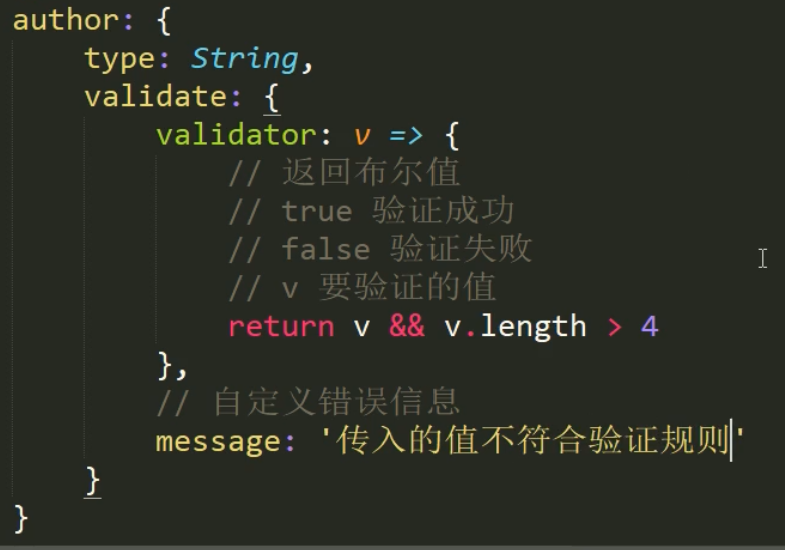 author: {
type: String,
validate: {
validator: v => {
// 返回布尔值
// true 验证成功
// false 验证失败
// v 要验证的值
return v && v.length > 4
},
// 自定义错误信息
message: '传入的值不符合验证规则'
}
}